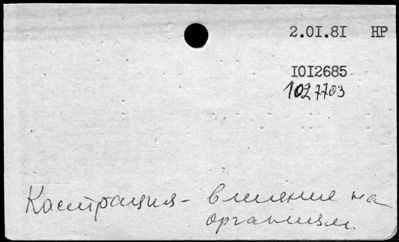 2.01.81 НР
1012685
1027703
Кастрация - влияние на
организм.